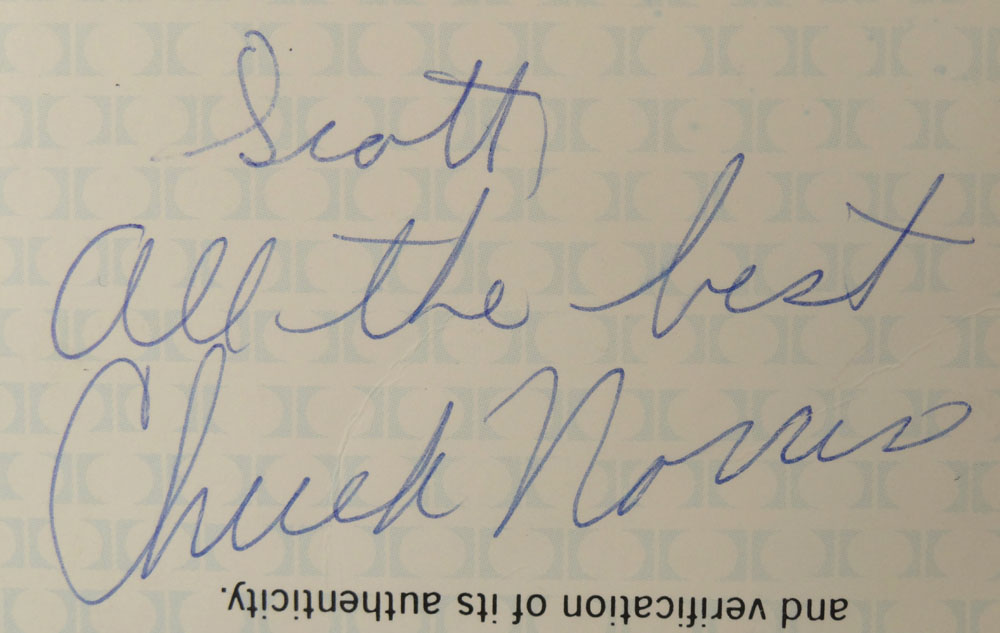 Scott,
All the best
Chuck Norris
and verification of its authenticity.